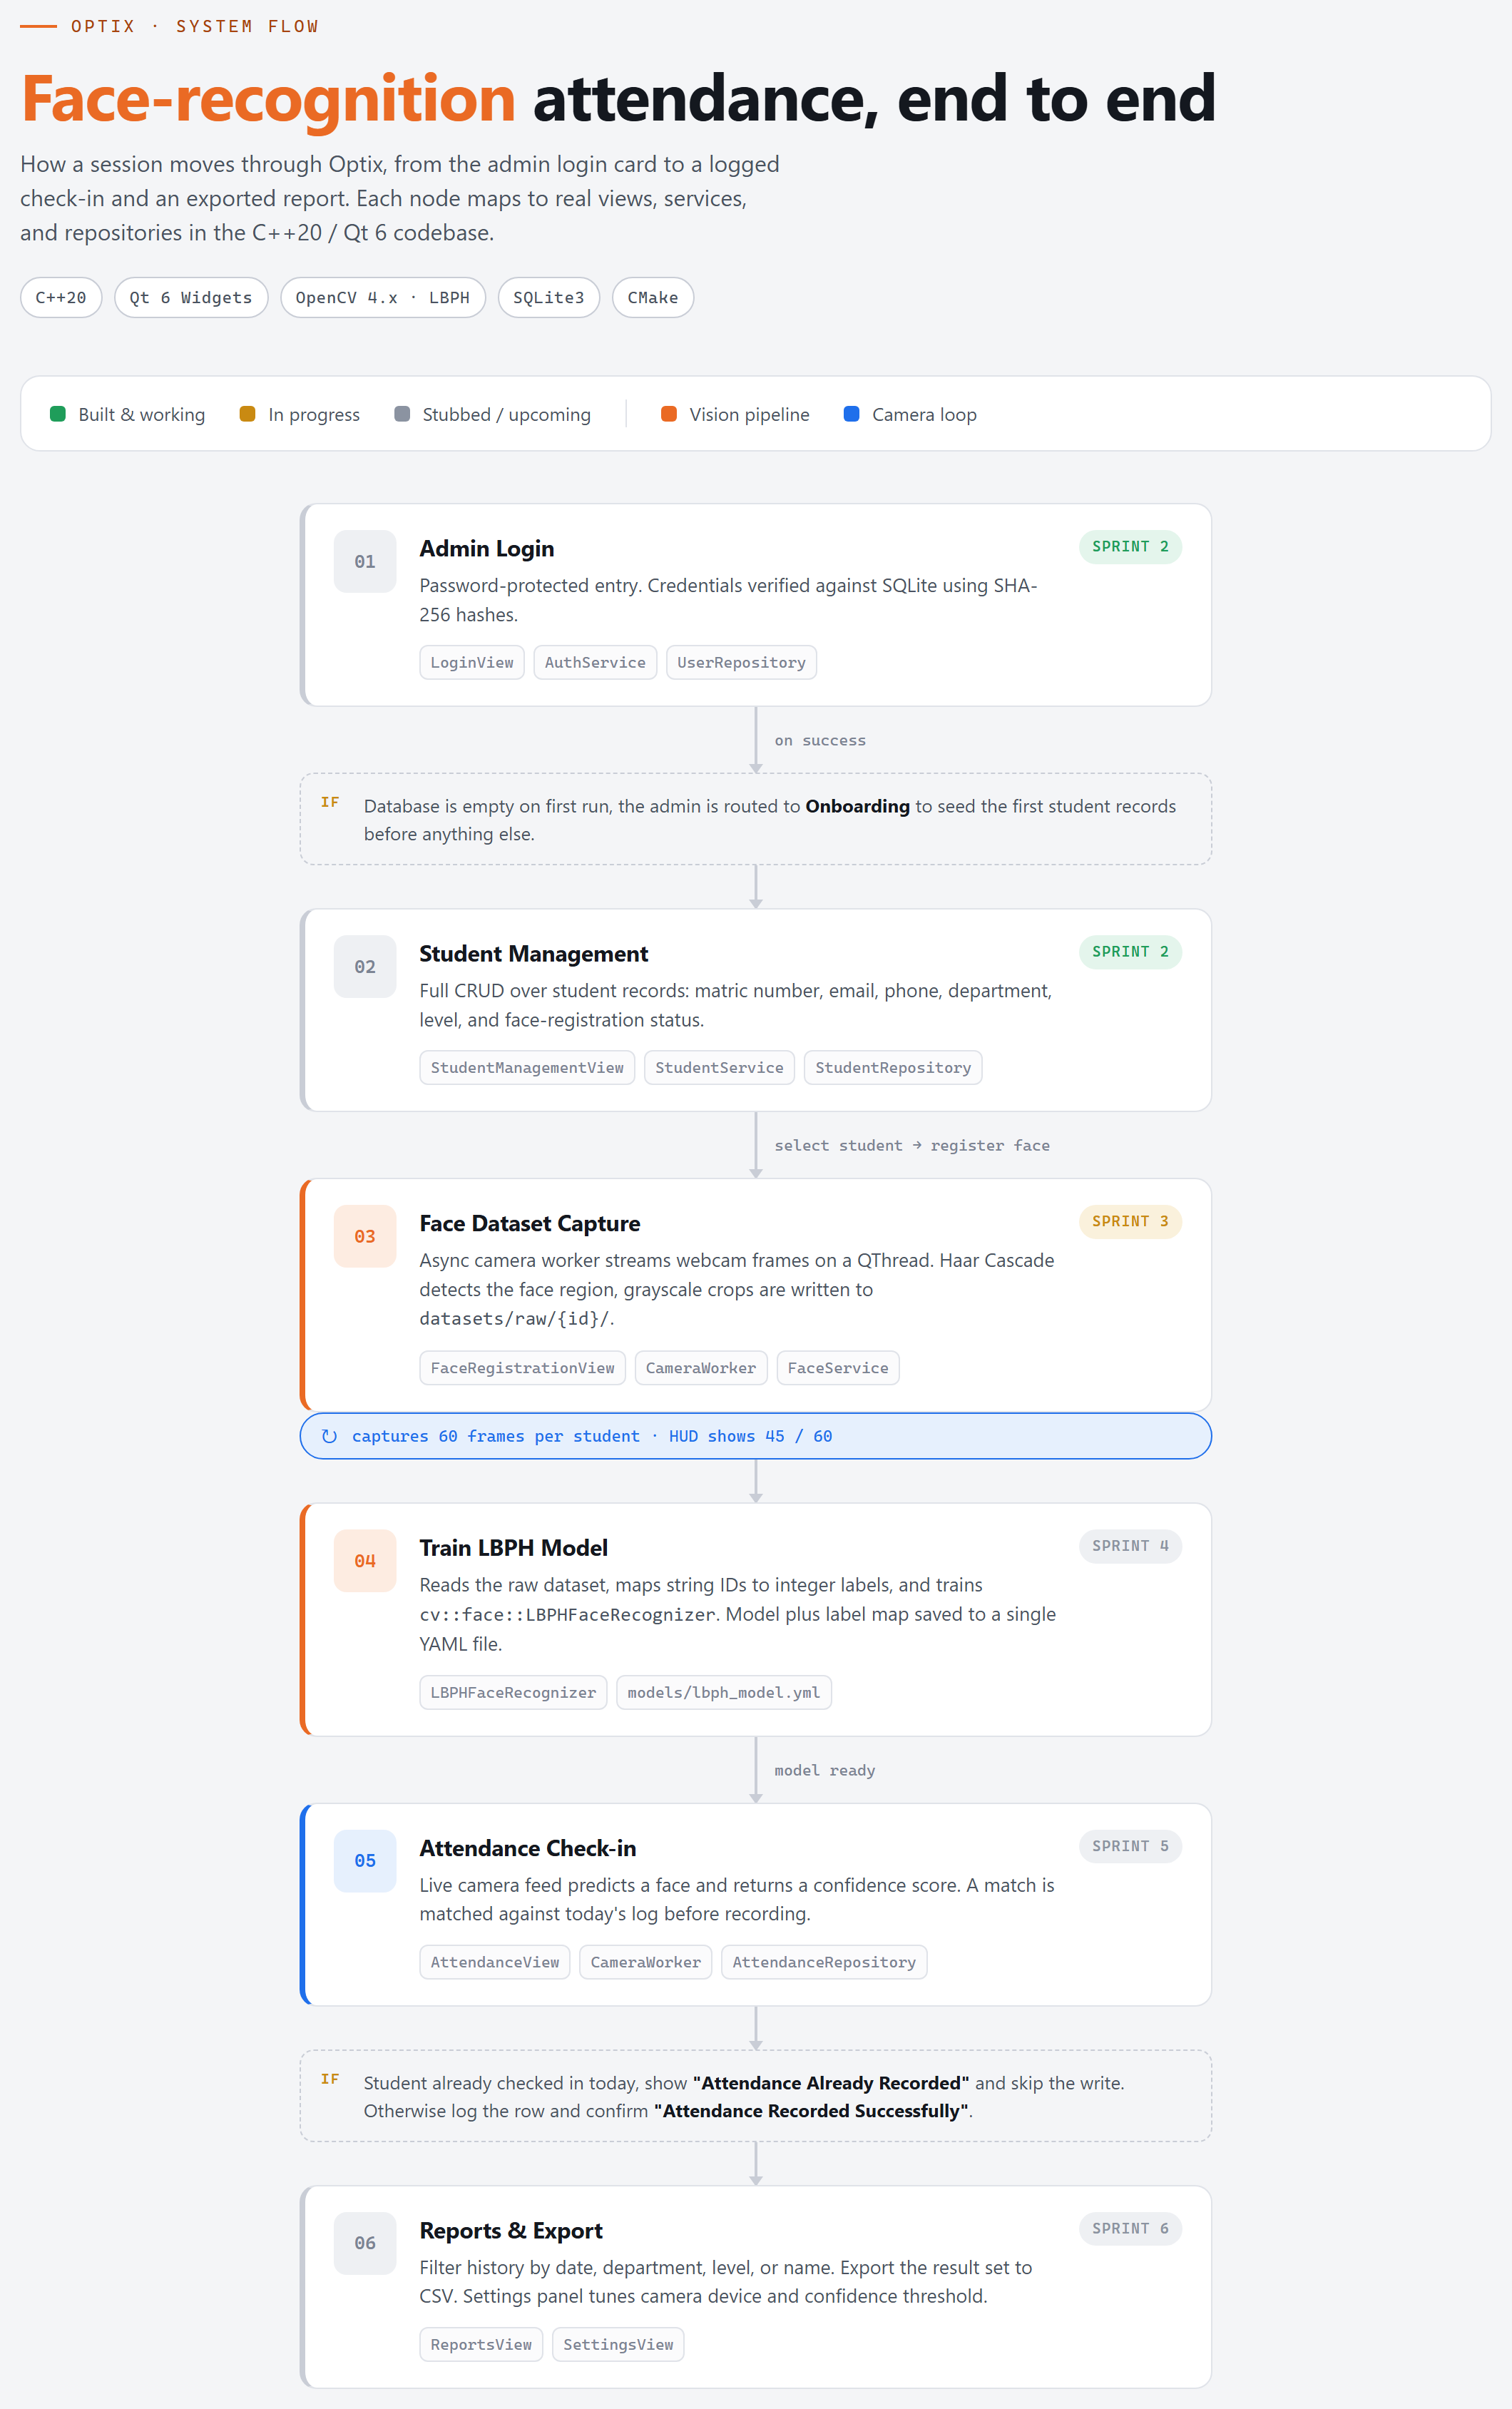 OPTIX · SYSTEM FLOW
Face-recognition attendance, end to end
How a session moves through Optix, from the admin login card to a logged
check-in and an exported report. Each node maps to real views, services,
and repositories in the C++20 / Qt 6 codebase.
C++20 Qt 6 Widgets OpenCV 4.x · LBPH SQLite3 CMake
Built & working In progress Stubbed / upcoming Vision pipeline Camera loop
01 Admin Login SPRINT 2
Password-protected entry. Credentials verified against SQLite using SHA-
256 hashes.
LoginView AuthService UserRepository
on success
IF Database is empty on first run, the admin is routed to Onboarding to seed the first student records
before anything else.
02 Student Management SPRINT 2
Full CRUD over student records: matric number, email, phone, department,
level, and face-registration status.
StudentManagementView StudentService StudentRepository
select student → register face
03 Face Dataset Capture SPRINT 3
Async camera worker streams webcam frames on a QThread. Haar Cascade
detects the face region, grayscale crops are written to
datasets/raw/{id}/.
FaceRegistrationView CameraWorker FaceService
↻ captures 60 frames per student · HUD shows 45 / 60
04 Train LBPH Model SPRINT 4
Reads the raw dataset, maps string IDs to integer labels, and trains
cv::face::LBPHFaceRecognizer. Model plus label map saved to a single
YAML file.
LBPHFaceRecognizer models/lbph_model.yml
model ready
05 Attendance Check-in SPRINT 5
Live camera feed predicts a face and returns a confidence score. A match is
matched against today's log before recording.
AttendanceView CameraWorker AttendanceRepository
IF Student already checked in today, show "Attendance Already Recorded" and skip the write.
Otherwise log the row and confirm "Attendance Recorded Successfully".
06 Reports & Export SPRINT 6
Filter history by date, department, level, or name. Export the result set to
CSV. Settings panel tunes camera device and confidence threshold.
ReportsView SettingsView